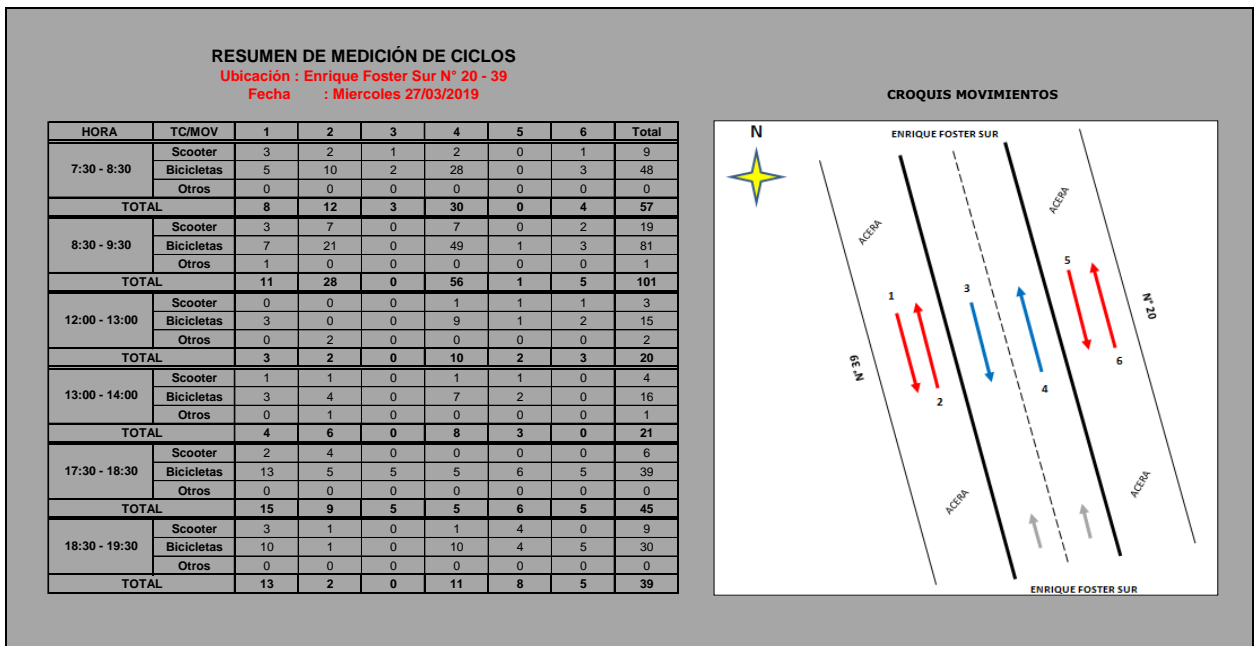 RESUMEN DE MEDICIÓN DE CICLOS
Ubicación : Enrique Foster Sur N° 20 - 39
Fecha : Miercoles 27/03/2019
HORA TC/MOV 1 2 3 4 5 6 Total
7:30 - 8:30
Scooter 3 2 1 2 0 1 9
Bicicletas 5 10 2 28 0 3 48
Otros 0 0 0 0 0 0 0
TOTAL 8 12 3 30 0 4 57
8:30 - 9:30
Scooter 3 7 0 7 0 2 19
Bicicletas 7 21 0 49 1 3 81
Otros 1 0 0 0 0 0 1
TOTAL 11 28 0 56 1 5 101
12:00 - 13:00
Scooter 0 0 0 1 1 1 3
Bicicletas 3 0 0 9 1 2 15
Otros 0 2 0 0 0 0 2
TOTAL 3 2 0 10 2 3 20
13:00 - 14:00
Scooter 1 1 0 1 1 0 4
Bicicletas 3 4 0 7 2 0 16
Otros 0 1 0 0 0 0 1
TOTAL 4 6 0 8 3 0 21
17:30 - 18:30
Scooter 2 4 0 0 0 0 6
Bicicletas 13 5 5 5 6 5 39
Otros 0 0 0 0 0 0 0
TOTAL 15 9 5 5 6 5 45
18:30 - 19:30
Scooter 3 1 0 1 4 0 9
Bicicletas 10 1 0 10 4 5 30
Otros 0 0 0 0 0 0 0
TOTAL 13 2 0 11 8 5 39
CROQUIS MOVIMIENTOS
N
ENRIQUE FOSTER SUR
ACERA
ACERA
1
3
5
N° 20
N° 39
2
4
6
ACERA
ACERA
ENRIQUE FOSTER SUR